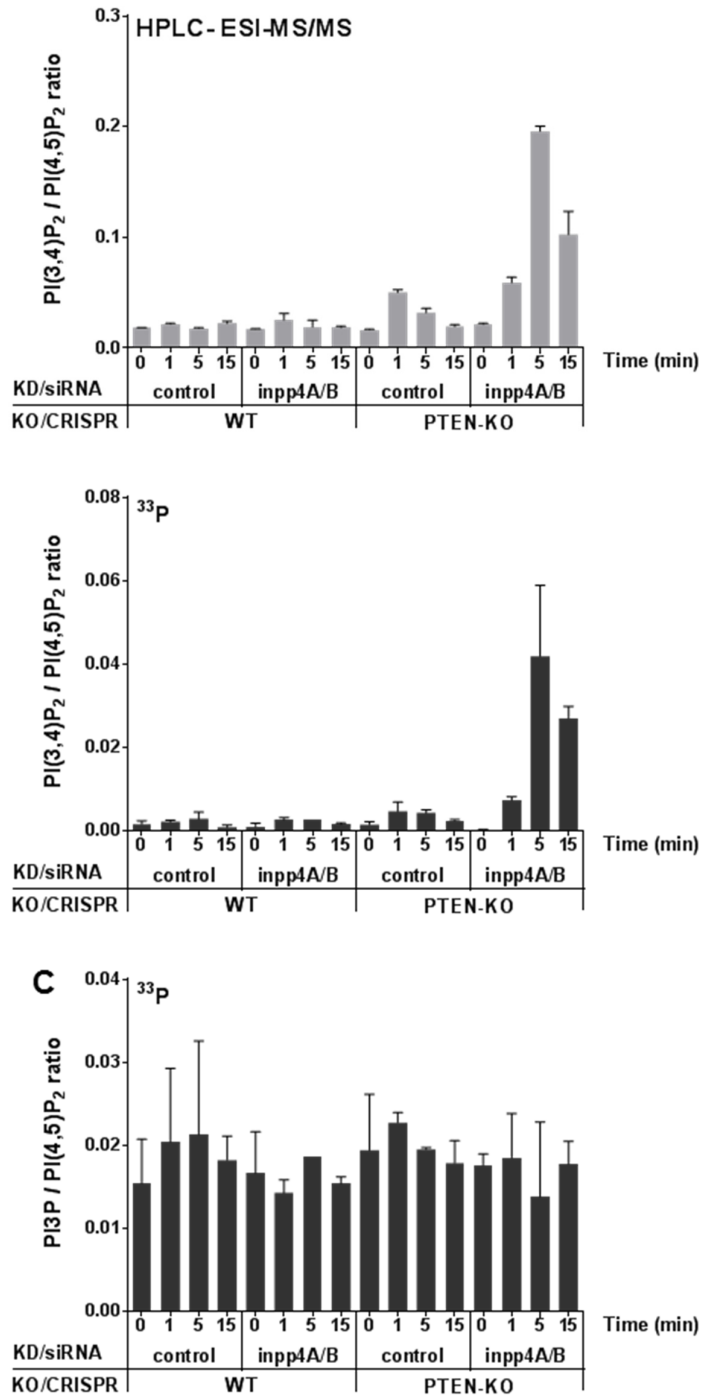 HPLC- ESI-MS/MS
PI(3,4)P₂ / PI(4,5)P₂ ratio
0.3
0.2
0.1
0.0
0 1 5 15 0 1 5 15 0 1 5 15 0 1 5 15 Time (min)
KD/siRNA control inpp4A/B control inpp4A/B
KO/CRISPR WT PTEN-KO
³³P
PI(3,4)P₂ / PI(4,5)P₂ ratio
0.08
0.06
0.04
0.02
0.00
0 1 5 15 0 1 5 15 0 1 5 15 0 1 5 15 Time (min)
KD/siRNA control inpp4A/B control inpp4A/B
KO/CRISPR WT PTEN-KO
C
³³P
PI3P / PI(4,5)P₂ ratio
0.04
0.03
0.02
0.01
0.00
0 1 5 15 0 1 5 15 0 1 5 15 0 1 5 15 Time (min)
KD/siRNA control inpp4A/B control inpp4A/B
KO/CRISPR WT PTEN-KO